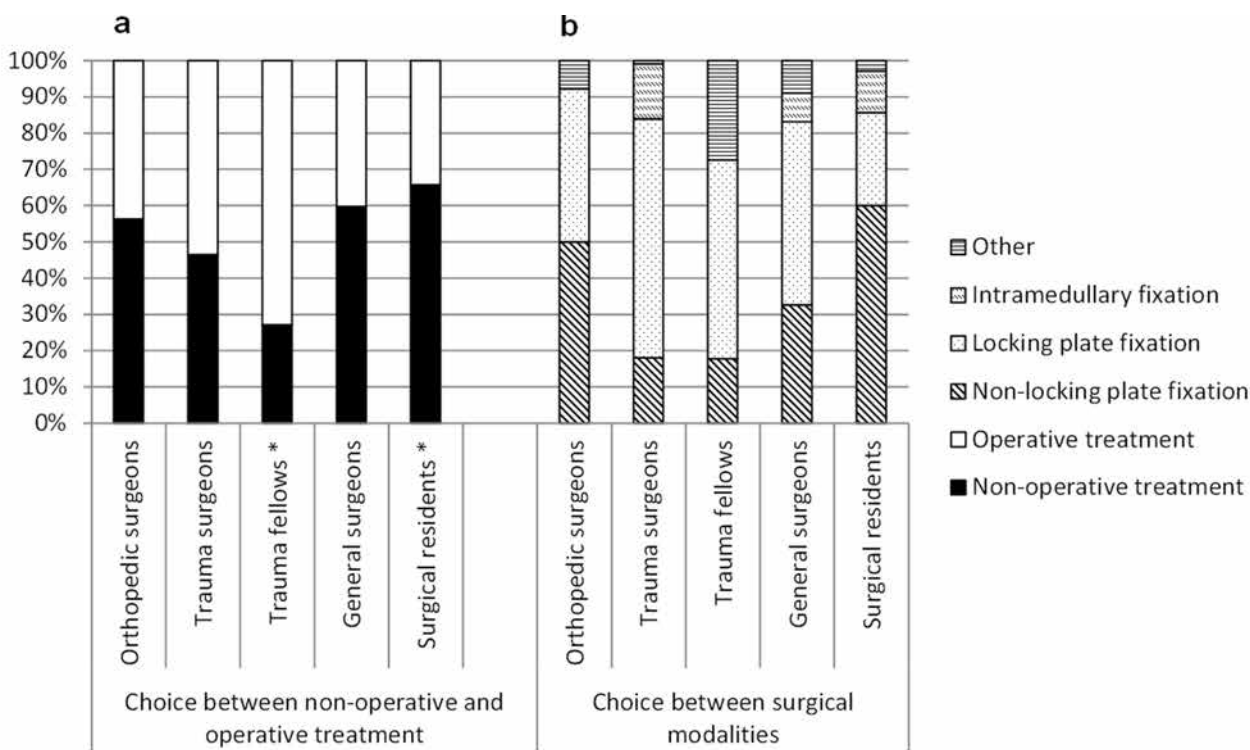 a
b
100%
90%
80%
70%
60%
50%
40%
30%
20%
10%
0%
Orthopedic surgeons
Trauma surgeons
Trauma fellows *
General surgeons
Surgical residents *
Choice between non-operative and
operative treatment
Orthopedic surgeons
Trauma surgeons
Trauma fellows
General surgeons
Surgical residents
Choice between surgical
modalities
Other
Intramedullary fixation
Locking plate fixation
Non-locking plate fixation
Operative treatment
Non-operative treatment